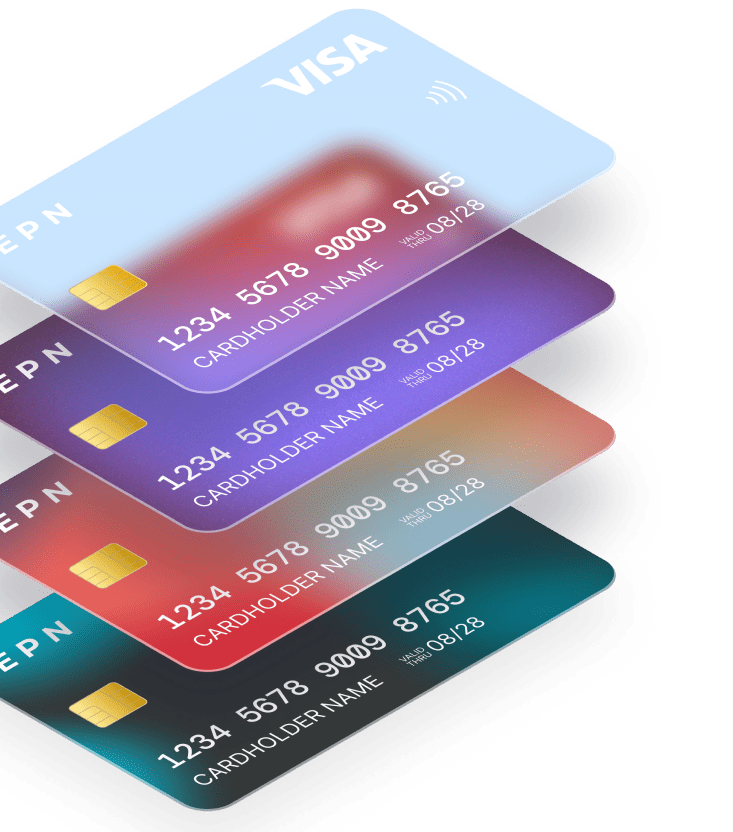 VISA
EPN
1234 5678 9009 8765
VALID THRU 08/28
CARDHOLDER NAME
EPN
1234 5678 9009 8765
VALID THRU 08/28
CARDHOLDER NAME
EPN
1234 5678 9009 8765
VALID THRU 08/28
CARDHOLDER NAME
EPN
1234 5678 9009 8765
VALID THRU 08/28
CARDHOLDER NAME